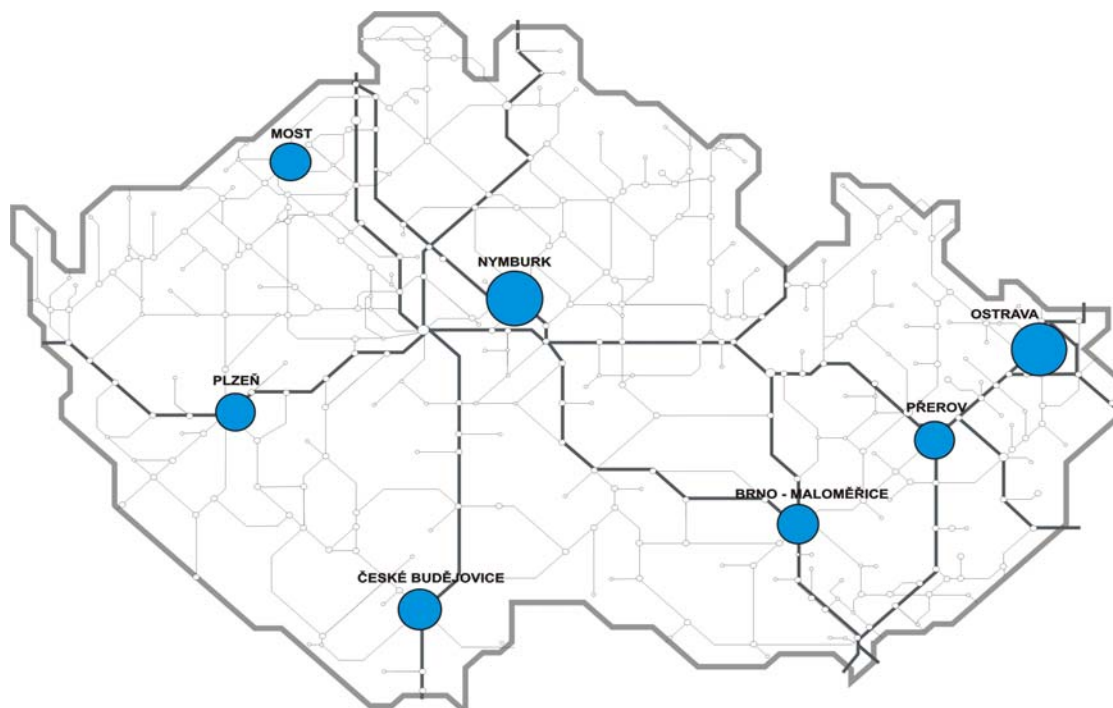 MOST
NYMBURK
OSTRAVA
PLZEŇ
PŘEROV
BRNO - MALOMĚŘICE
ČESKÉ BUDĚJOVICE